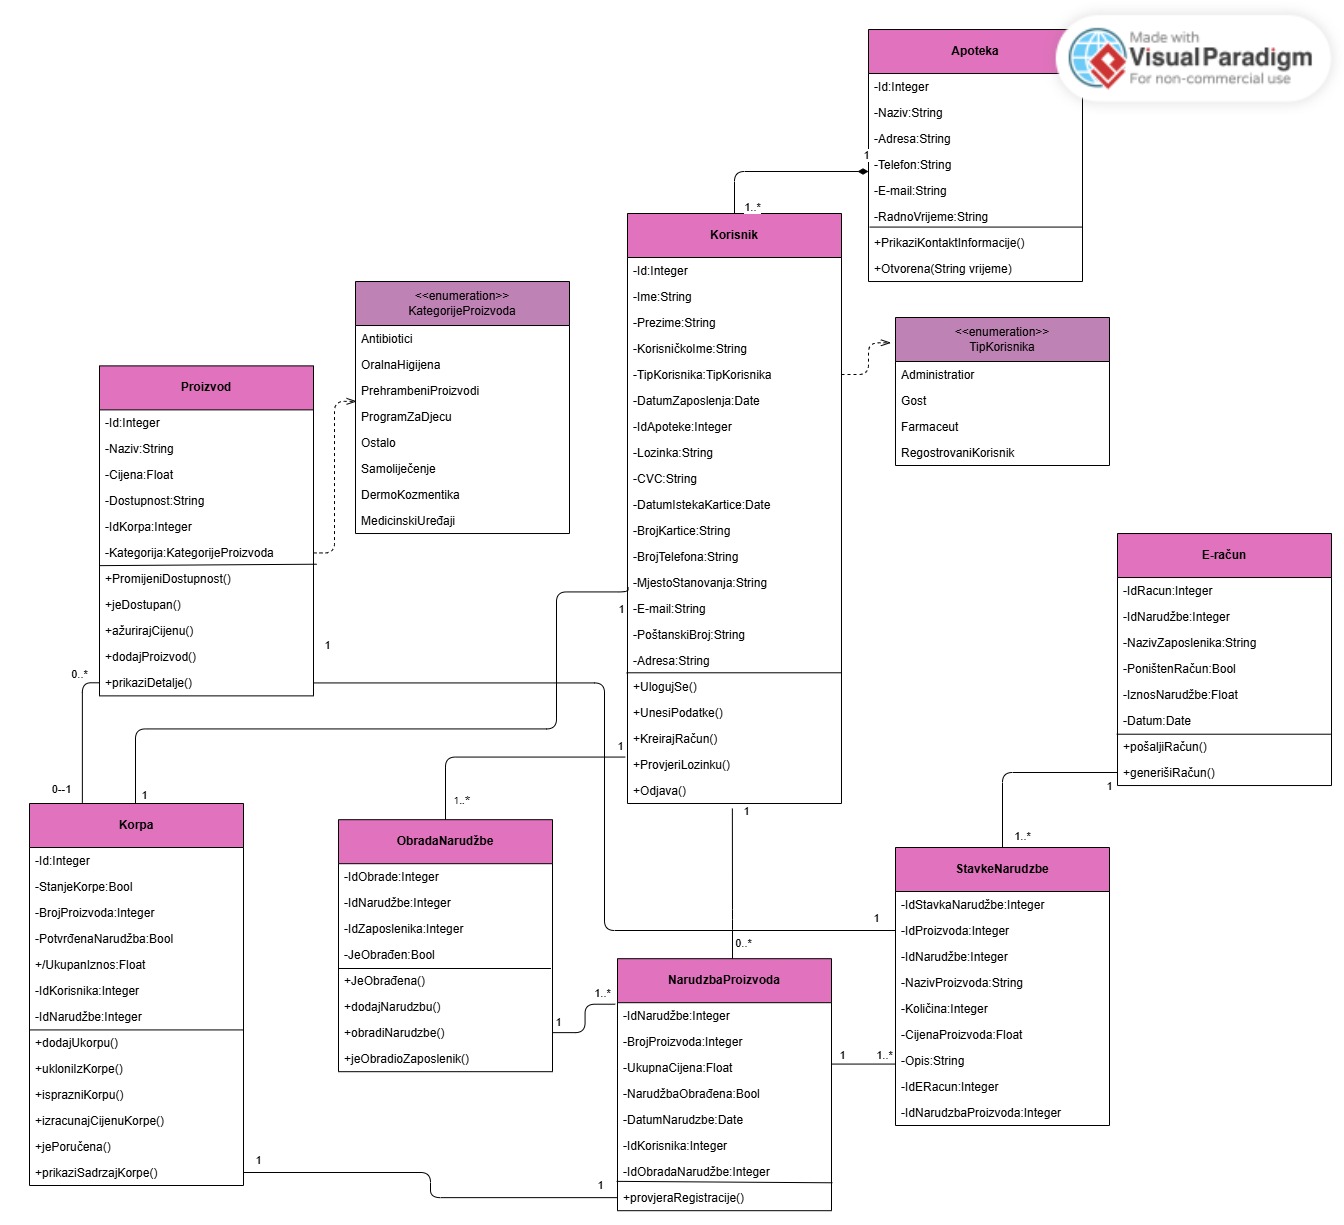 Made with
Visual Paradigm
For non-commercial use
Apoteka
-Id:Integer
-Naziv:String
-Adresa:String
-Telefon:String
-E-mail:String
-RadnoVrijeme:String
+PrikaziKontaktInformacije()
+Otvorena(String vrijeme)
1
1..*
Korisnik
-Id:Integer
-Ime:String
-Prezime:String
-KorisničkoIme:String
-TipKorisnika:TipKorisnika
-DatumZaposlenja:Date
-IdApoteke:Integer
-Lozinka:String
-CVC:String
-DatumIstekaKartice:Date
-BrojKartice:String
-BrojTelefona:String
-MjestoStanovanja:String
-E-mail:String
-PoštanskiBroj:String
-Adresa:String
+UlogujSe()
+UnesiPodatke()
+KreirajRačun()
+ProvjeriLozinku()
+Odjava()
<<enumeration>>
KategorijeProizvoda
Antibiotici
OralnaHigijena
PrehrambeniProizvodi
ProgramZaDjecu
Ostalo
Samoliječenje
DermoKozmentika
MedicinskiUređaji
<<enumeration>>
TipKorisnika
Administratior
Gost
Farmaceut
RegostrovaniKorisnik
Proizvod
-Id:Integer
-Naziv:String
-Cijena:Float
-Dostupnost:String
-IdKorpa:Integer
-Kategorija:KategorijeProizvoda
+PromijeniDostupnost()
+jeDostupan()
+ažurirajCijenu()
+dodajProizvod()
+prikaziDetalje()
1
0..*
0--1
1
1
1
1..*
1
E-račun
-IdRacun:Integer
-IdNarudžbe:Integer
-NazivZaposlenika:String
-PoništenRačun:Bool
-IznosNarudžbe:Float
-Datum:Date
+pošaljiRačun()
+generišiRačun()
1
1..*
Korpa
-Id:Integer
-StanjeKorpe:Bool
-BrojProizvoda:Integer
-PotvrđenaNarudžba:Bool
+/UkupanIznos:Float
-IdKorisnika:Integer
-IdNarudžbe:Integer
+dodajUkorpu()
+ukloniIzKorpe()
+isprazniKorpu()
+izracunajCijenuKorpe()
+jePoručena()
+prikaziSadrzajKorpe()
1
ObradaNarudžbe
-IdObrade:Integer
-IdNarudžbe:Integer
-IdZaposlenika:Integer
-JeObrađen:Bool
+JeObrađena()
+dodajNarudzbu()
+obradiNarudzbe()
+jeObradioZaposlenik()
1
1..*
0..*
1
NarudzbaProizvoda
-IdNarudžbe:Integer
-BrojProizvoda:Integer
-UkupnaCijena:Float
-NarudžbaObrađena:Bool
-DatumNarudzbe:Date
-IdKorisnika:Integer
-IdObradaNarudžbe:Integer
+provjeraRegistracije()
1
1
1..*
StavkeNarudzbe
-IdStavkaNarudžbe:Integer
-IdProizvoda:Integer
-IdNarudžbe:Integer
-NazivProizvoda:String
-Količina:Integer
-CijenaProizvoda:Float
-Opis:String
-IdERacun:Integer
-IdNarudzbaProizvoda:Integer